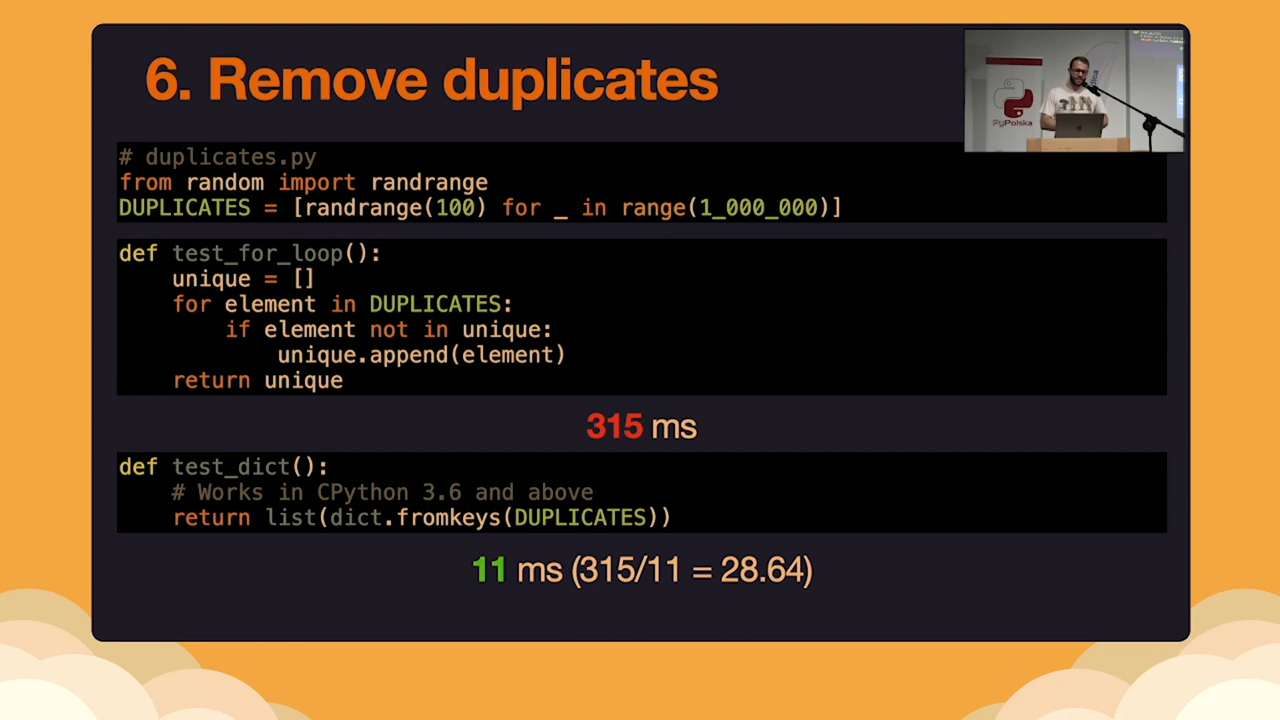 6. Remove duplicates
PyPolska
# duplicates.py
from random import randrange
DUPLICATES = [randrange(100) for _ in range(1_000_000)]
def test_for_loop():
    unique = []
    for element in DUPLICATES:
        if element not in unique:
            unique.append(element)
    return unique
315 ms
def test_dict():
    # Works in CPython 3.6 and above
    return list(dict.fromkeys(DUPLICATES))
11 ms (315/11 = 28.64)